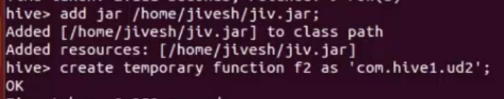 hive> add jar /home/jivesh/jiv.jar;
Added [/home/jivesh/jiv.jar] to class path
Added resources: [/home/jivesh/jiv.jar]
hive> create temporary function f2 as 'com.hive1.ud2';
OK